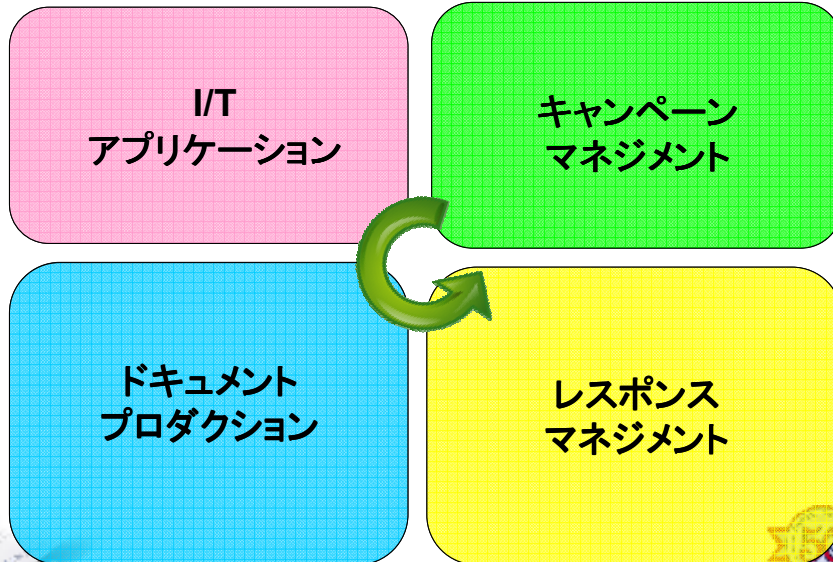 I/T
アプリケーション
キャンペーン
マネジメント
ドキュメント
プロダクション
レスポンス
マネジメント